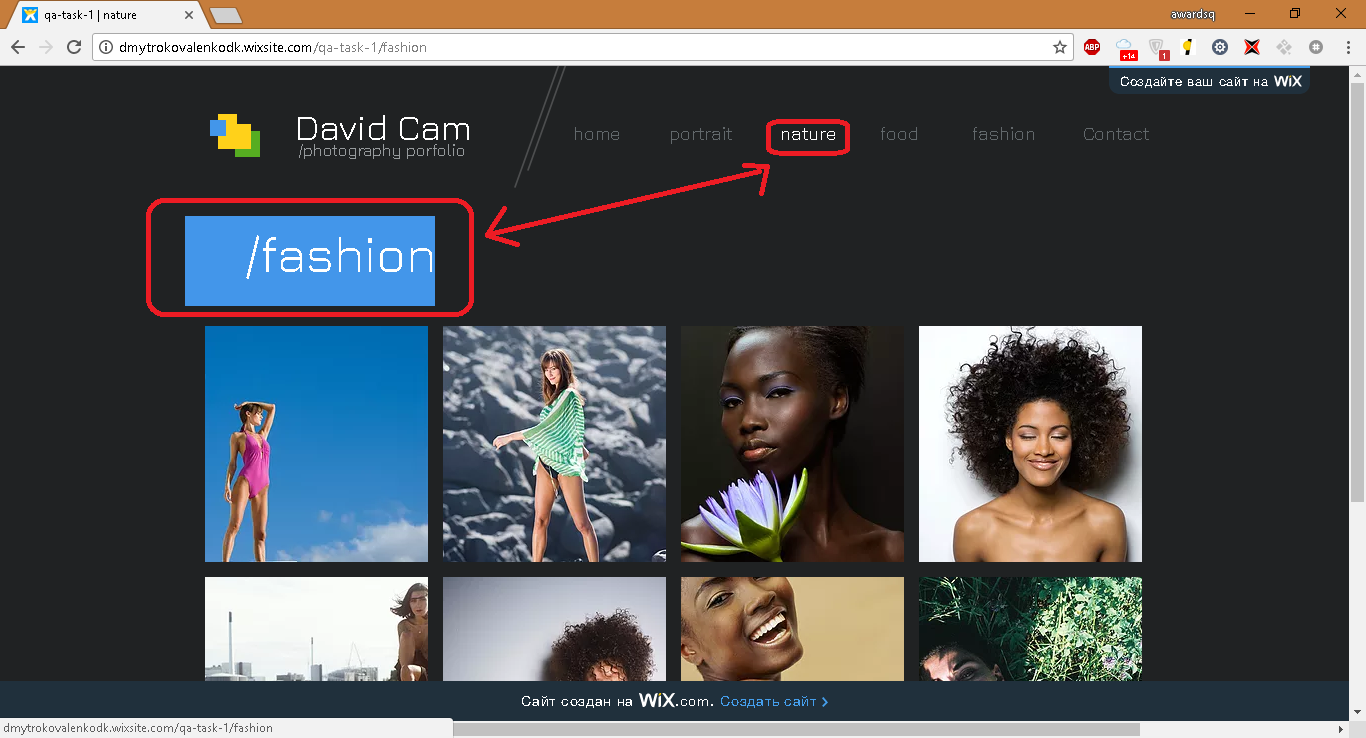 qa-task-1 | nature
awardsq
dmytrokovalenkodk.wixsite.com/qa-task-1/fashion
ABP
+14
1
Создайте ваш сайт на WiX
David Cam
/photography porfolio
home portrait nature food fashion Contact
/fashion
Сайт создан на WiX.com. Создать сайт >
dmytrokovalenkodk.wixsite.com/qa-task-1/fashion